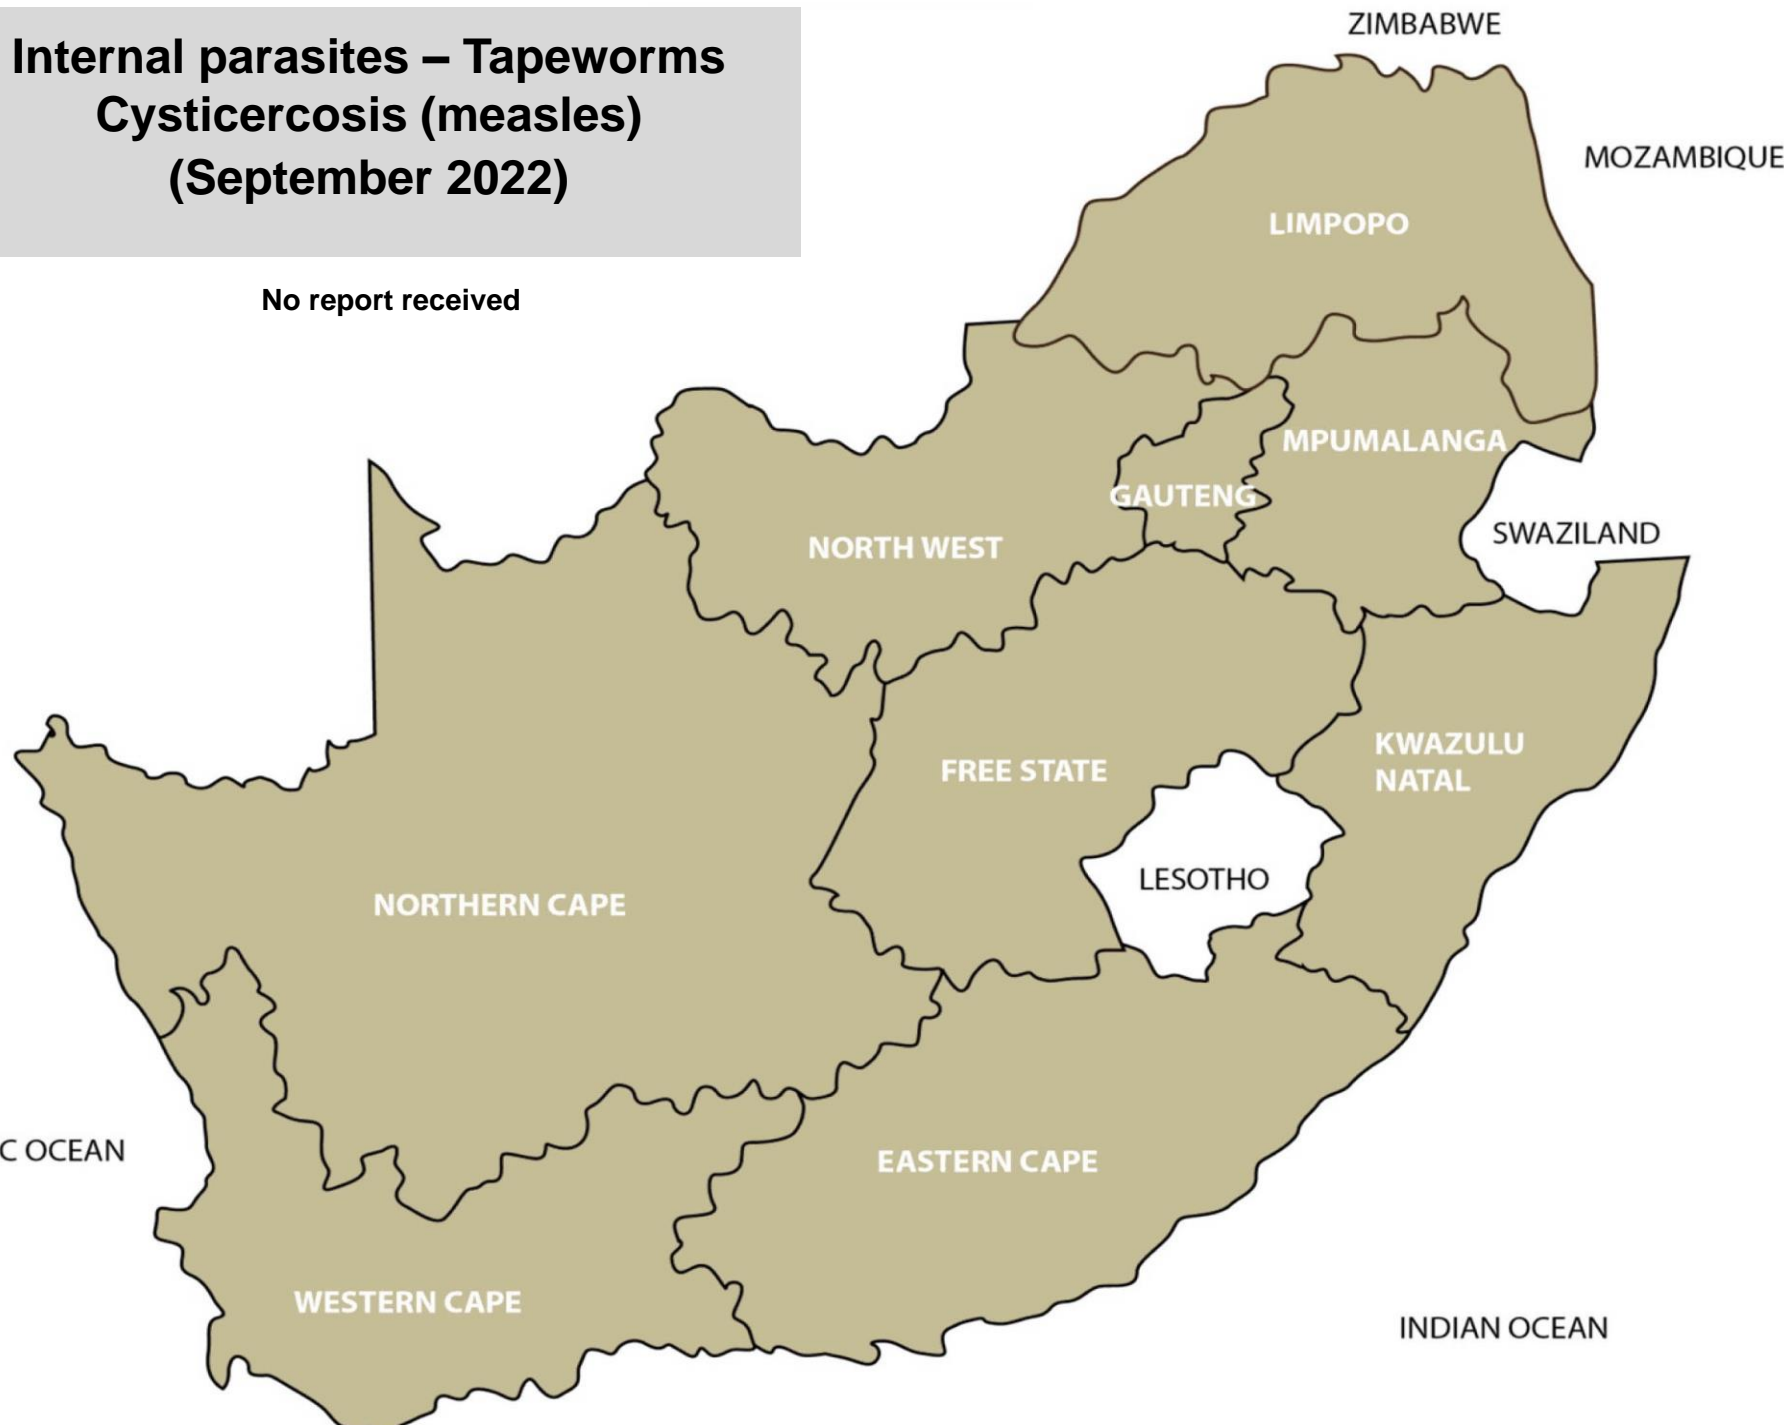 Internal parasites – Tapeworms
Cysticercosis (measles)
(September 2022)
No report received
ZIMBABWE
MOZAMBIQUE
LIMPOPO
MPUMALANGA
GAUTENG
SWAZILAND
NORTH WEST
KWAZULU
NATAL
FREE STATE
LESOTHO
NORTHERN CAPE
C OCEAN
EASTERN CAPE
WESTERN CAPE
INDIAN OCEAN